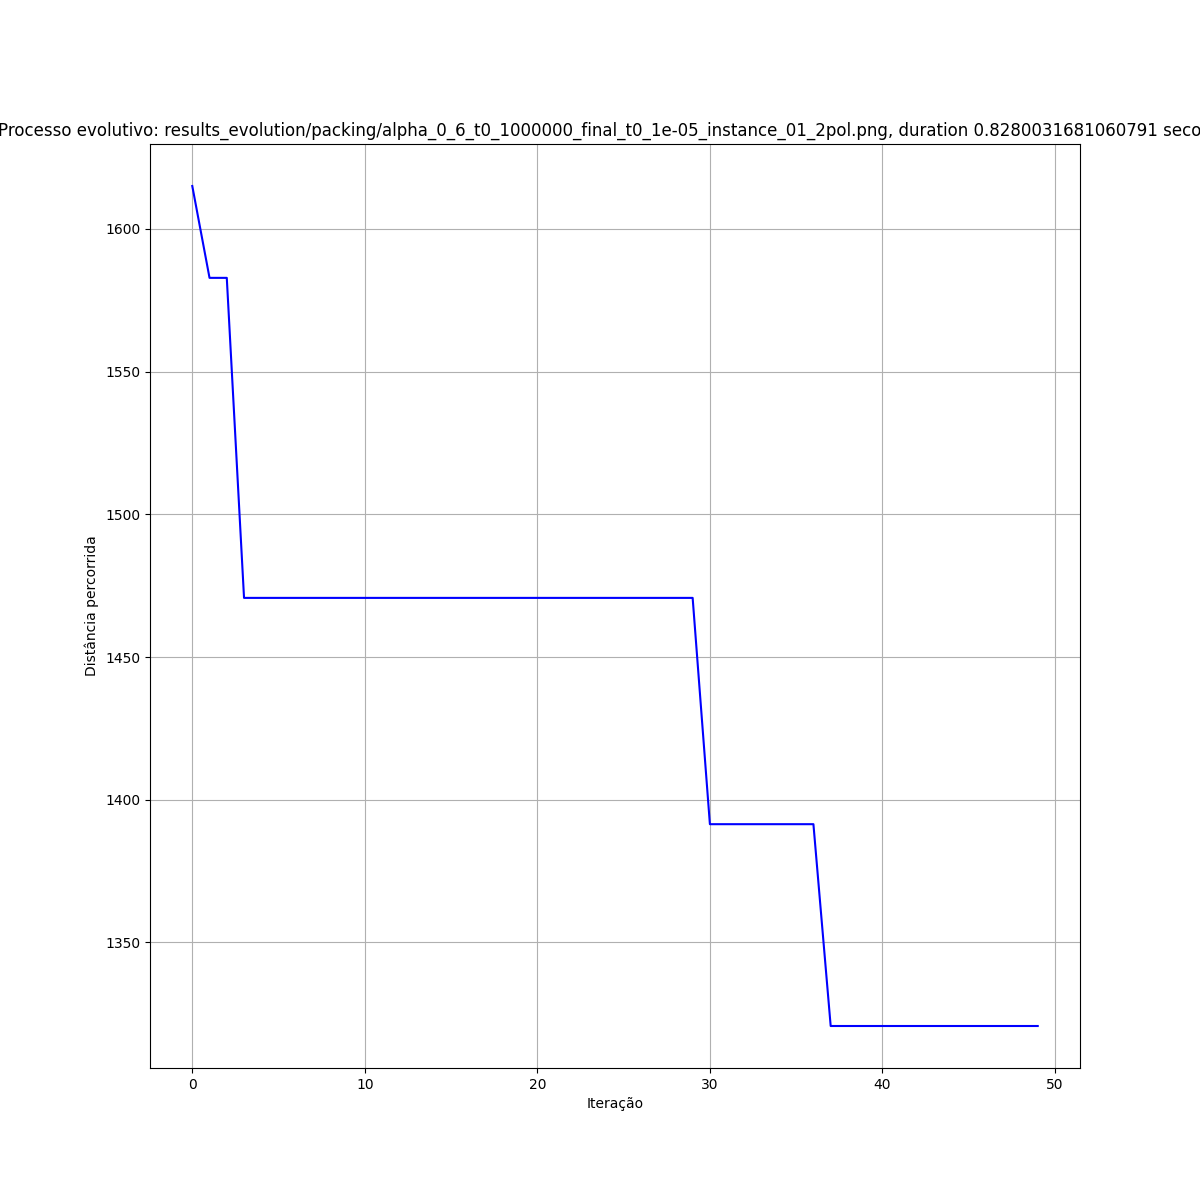 Processo evolutivo: results_evolution/packing/alpha_0_6_t0_1000000_final_t0_1e-05_instance_01_2pol.png, duration 0.8280031681060791 seco
1600
1550
1500
1450
1400
1350
Distância percorrida
0 10 20 30 40 50
Iteração